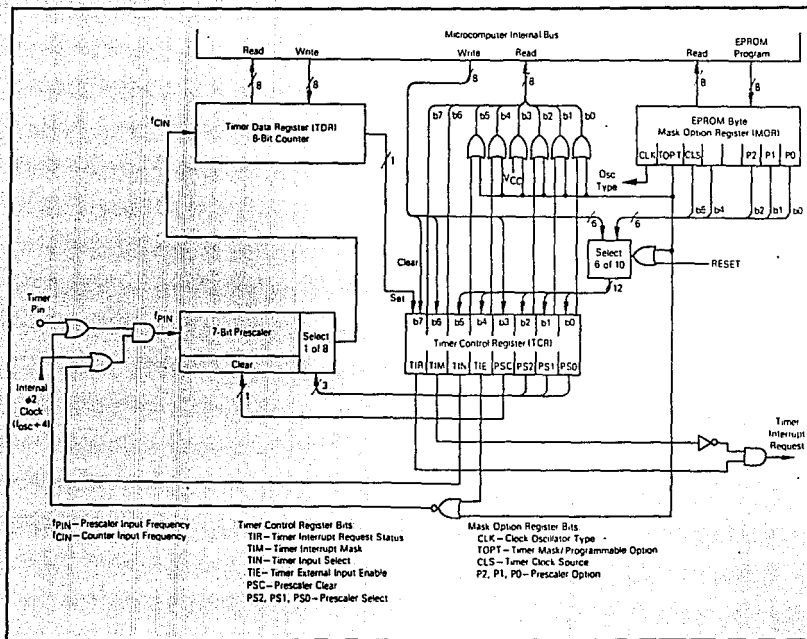 Microcomputer Internal Bus
Read
Write
Write
Read
Read
EPROM
Program
8
8
8
8
8
8
fCIN
Timer Data Register (TDR)
8-Bit Counter
b7
b6
b5
b4
b3
b2
b1
b0
EPROM Byte
Mask Option Register (MOR)
CLK
TOPT
CLS
P2
P1
P0
1
VCC
Osc
Type
b5
b4
b2
b1
b0
6
6
Clear
Select
6 of 10
RESET
Set
12
Timer
Pin
fPIN
7-Bit Prescaler
Select
1 of 8
Clear
b7
b6
b5
b4
b3
b2
b1
b0
Timer Control Register (TCR)
TIR
TIM
TIN
TIE
PSC
PS2
PS1
PS0
1
3
Internal
φ2
Clock
(fosc÷4)
Timer
Interrupt
Request
fPIN–Prescaler Input Frequency
fCIN–Counter Input Frequency
Timer Control Register Bits:
TIR–Timer Interrupt Request Status
TIM–Timer Interrupt Mask
TIN–Timer Input Select
TIE–Timer External Input Enable
PSC–Prescaler Clear
PS2, PS1, PS0–Prescaler Select
Mask Option Register Bits:
CLK–Clock Oscillator Type
TOPT–Timer Mask/Programmable Option
CLS–Timer Clock Source
P2, P1, P0–Prescaler Option